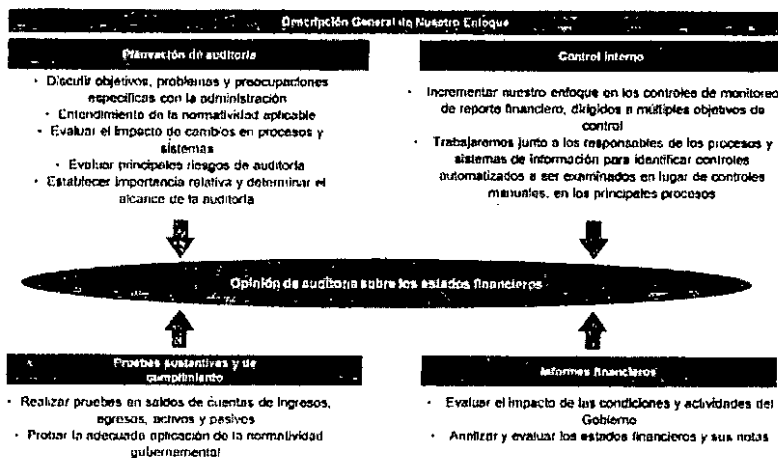 Descripción General de Nuestro Enfoque
Planeación de auditoría
• Discutir objetivos, problemas y preocupaciones
específicas con la administración
• Entendimiento de la normatividad aplicable
• Evaluar el impacto de cambios en procesos y
sistemas
• Evaluar principales riesgos de auditoría
• Establecer importancia relativa y determinar el
alcance de la auditoría
Control interno
• Incrementar nuestro enfoque en los controles de monitoreo
de reporte financiero, dirigidos a múltiples objetivos de
control
• Trabajaremos junto a los responsables de los procesos y
sistemas de información para identificar controles
automatizados a ser examinados en lugar de controles
manuales, en los principales procesos
Opinión de auditoría sobre los estados financieros
Pruebas sustantivas y de
cumplimiento
• Realizar pruebas en saldos de cuentas de ingresos,
egresos, activos y pasivos
• Probar la adecuada aplicación de la normatividad
gubernamental
Informes financieros
• Evaluar el impacto de las condiciones y actividades del
Gobierno
• Analizar y evaluar los estados financieros y sus notas